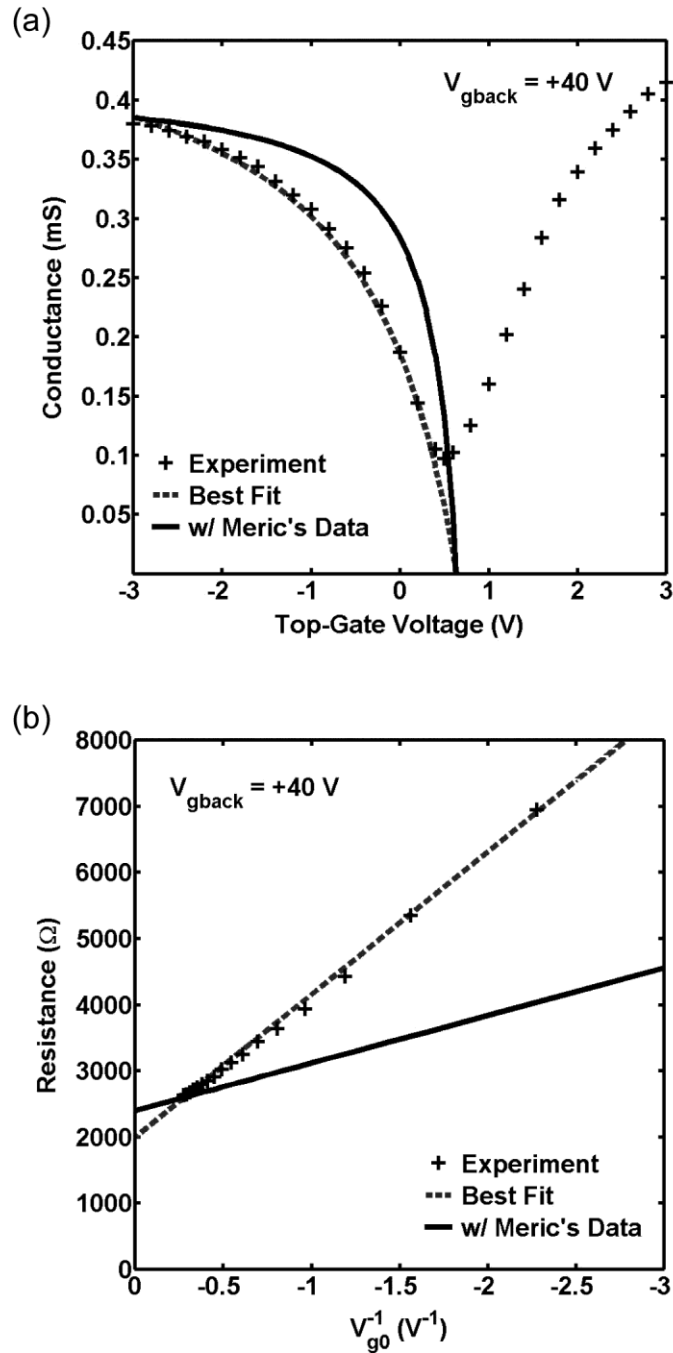 (a)
0.45
0.4
0.35
0.3
0.25
0.2
0.15
0.1
0.05
Conductance (mS)
V_gback = +40 V
+ Experiment
Best Fit
w/ Meric's Data
-3 -2 -1 0 1 2 3
Top-Gate Voltage (V)
(b)
8000
7000
6000
5000
4000
3000
2000
1000
0
Resistance (Ω)
V_gback = +40 V
+ Experiment
Best Fit
w/ Meric's Data
0 -0.5 -1 -1.5 -2 -2.5 -3
V_g0^-1 (V^-1)